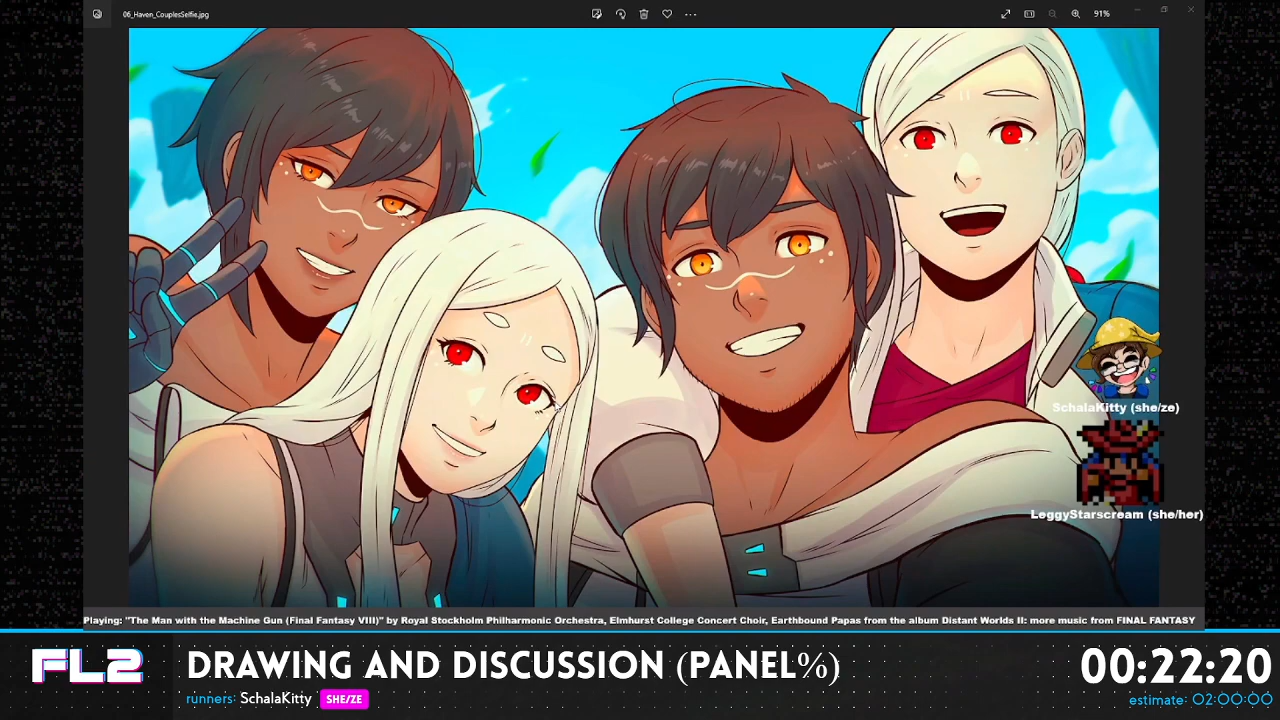 06_Haven_CouplesSelfie.jpg
91%
SchalaKitty (she/ze)
LeggyStarscream (she/her)
Playing: "The Man with the Machine Gun (Final Fantasy VIII)" by Royal Stockholm Philharmonic Orchestra, Elmhurst College Concert Choir, Earthbound Papas from the album Distant Worlds II: more music from FINAL FANTASY
FL2
DRAWING AND DISCUSSION (PANEL%)
00:22:20
runners: SchalaKitty SHE/ZE
estimate: 02:00:00